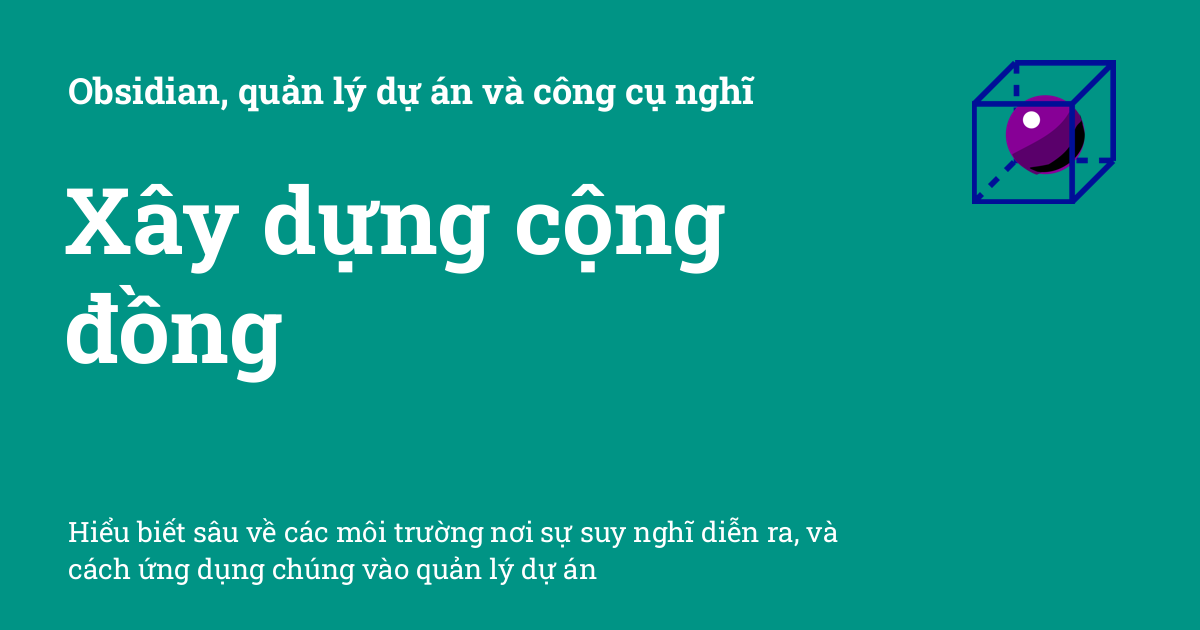 Obsidian, quản lý dự án và công cụ nghĩ
Xây dựng cộng
đồng
Hiểu biết sâu về các môi trường nơi sự suy nghĩ diễn ra, và
cách ứng dụng chúng vào quản lý dự án